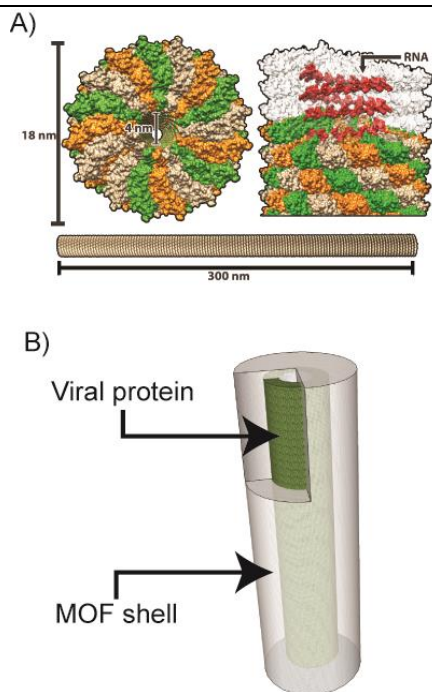 A)
RNA
18 nm
4 nm
300 nm
B)
Viral protein
MOF shell